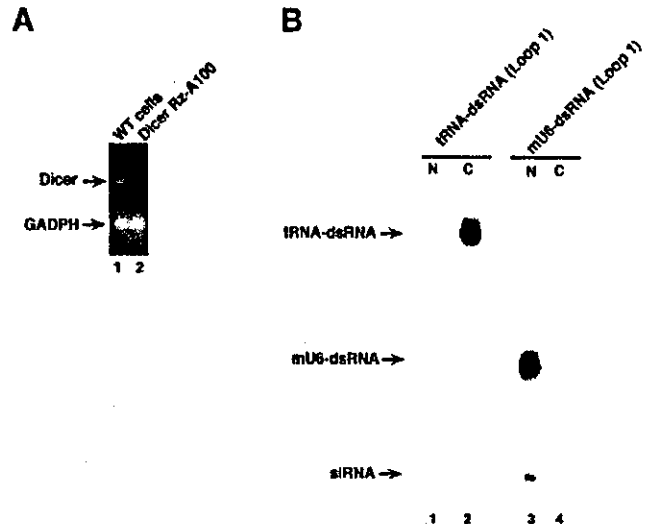 A
WT cells
Dicer Rz-A100
Dicer
GADPH
1 2
B
tRNA-dsRNA (Loop 1)
mU6-dsRNA (Loop 1)
N C N C
tRNA-dsRNA
mU6-dsRNA
siRNA
1 2 3 4